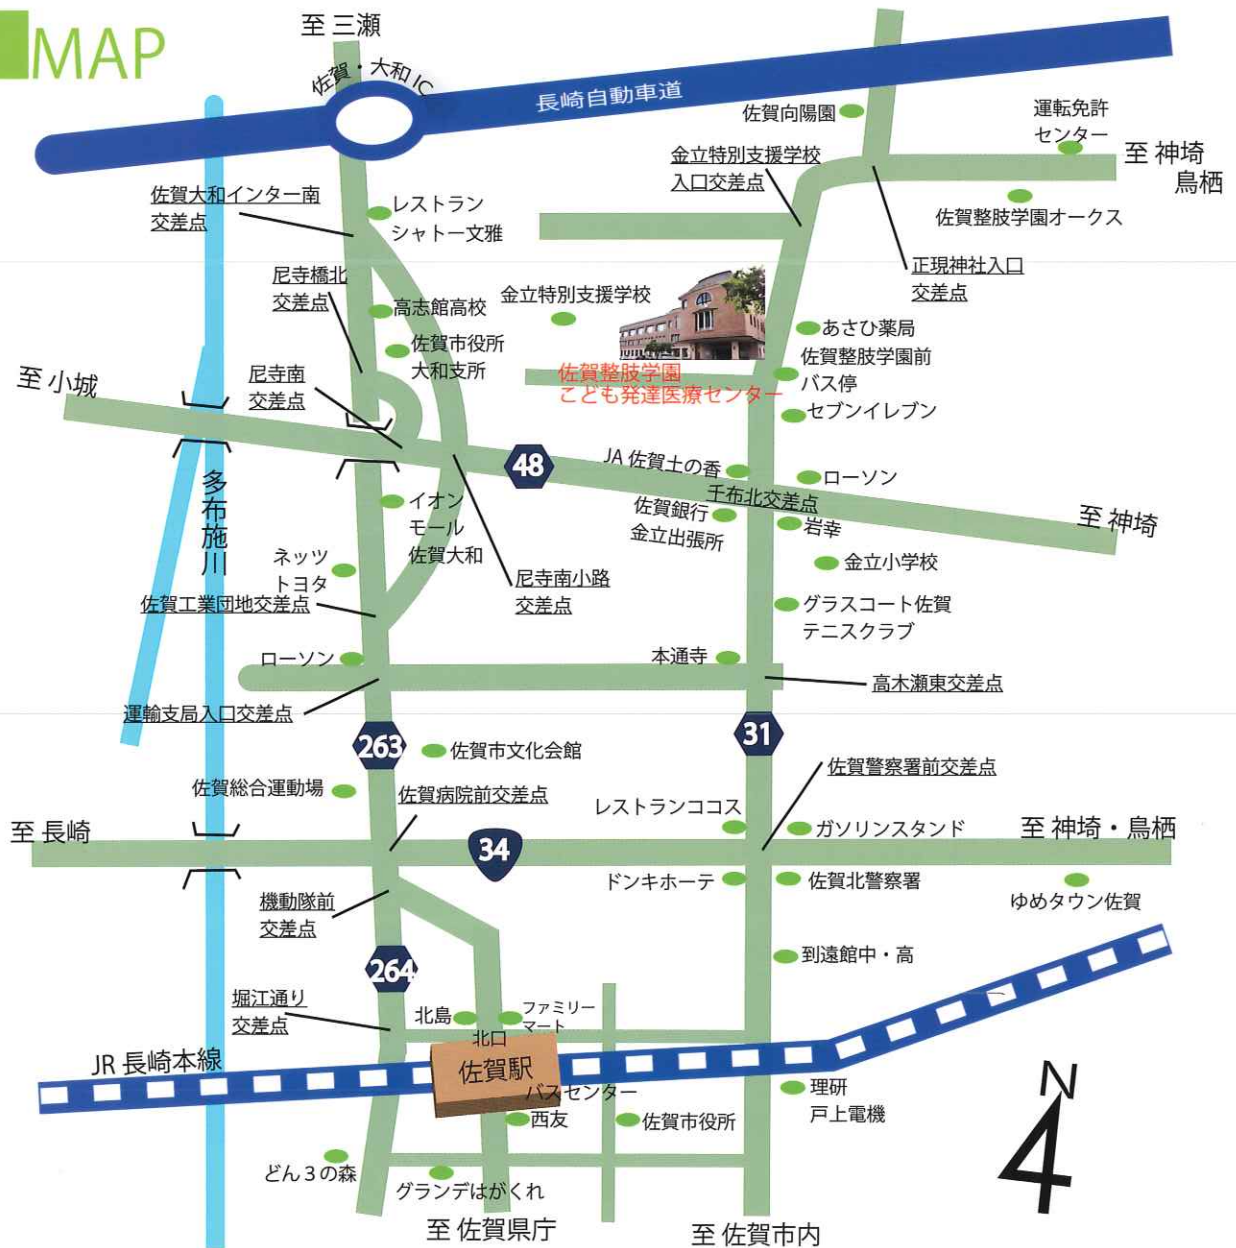 MAP
至 三瀬
佐賀・大和 IC
長崎自動車道
佐賀向陽園
運転免許
センター
至 神埼
鳥栖
金立特別支援学校
入口交差点
佐賀整肢学園オークス
佐賀大和インター南
交差点
レストラン
シャトー文雅
正現神社入口
交差点
尼寺橋北
交差点
高志館高校
金立特別支援学校
佐賀市役所
大和支所
あさひ薬局
佐賀整肢学園前
バス停
セブンイレブン
佐賀整肢学園
こども発達医療センター
至 小城
尼寺南
交差点
48
JA 佐賀土の香
ローソン
千布北交差点
佐賀銀行
金立出張所
岩幸
至 神埼
多布施川
イオン
モール
佐賀大和
ネッツ
トヨタ
尼寺南小路
交差点
金立小学校
佐賀工業団地交差点
グラスコート佐賀
テニスクラブ
ローソン
本通寺
高木瀬東交差点
運輸支局入口交差点
263
佐賀市文化会館
31
佐賀警察署前交差点
佐賀総合運動場
佐賀病院前交差点
レストランココス
ガソリンスタンド
至 長崎
34
至 神埼・鳥栖
ドンキホーテ
佐賀北警察署
ゆめタウン佐賀
機動隊前
交差点
264
到遠館中・高
堀江通り
交差点
北島
ファミリー
マート
北口
JR 長崎本線
佐賀駅
バスセンター
西友
佐賀市役所
理研
戸上電機
N
どん３の森
グランデはがくれ
至 佐賀県庁
至 佐賀市内